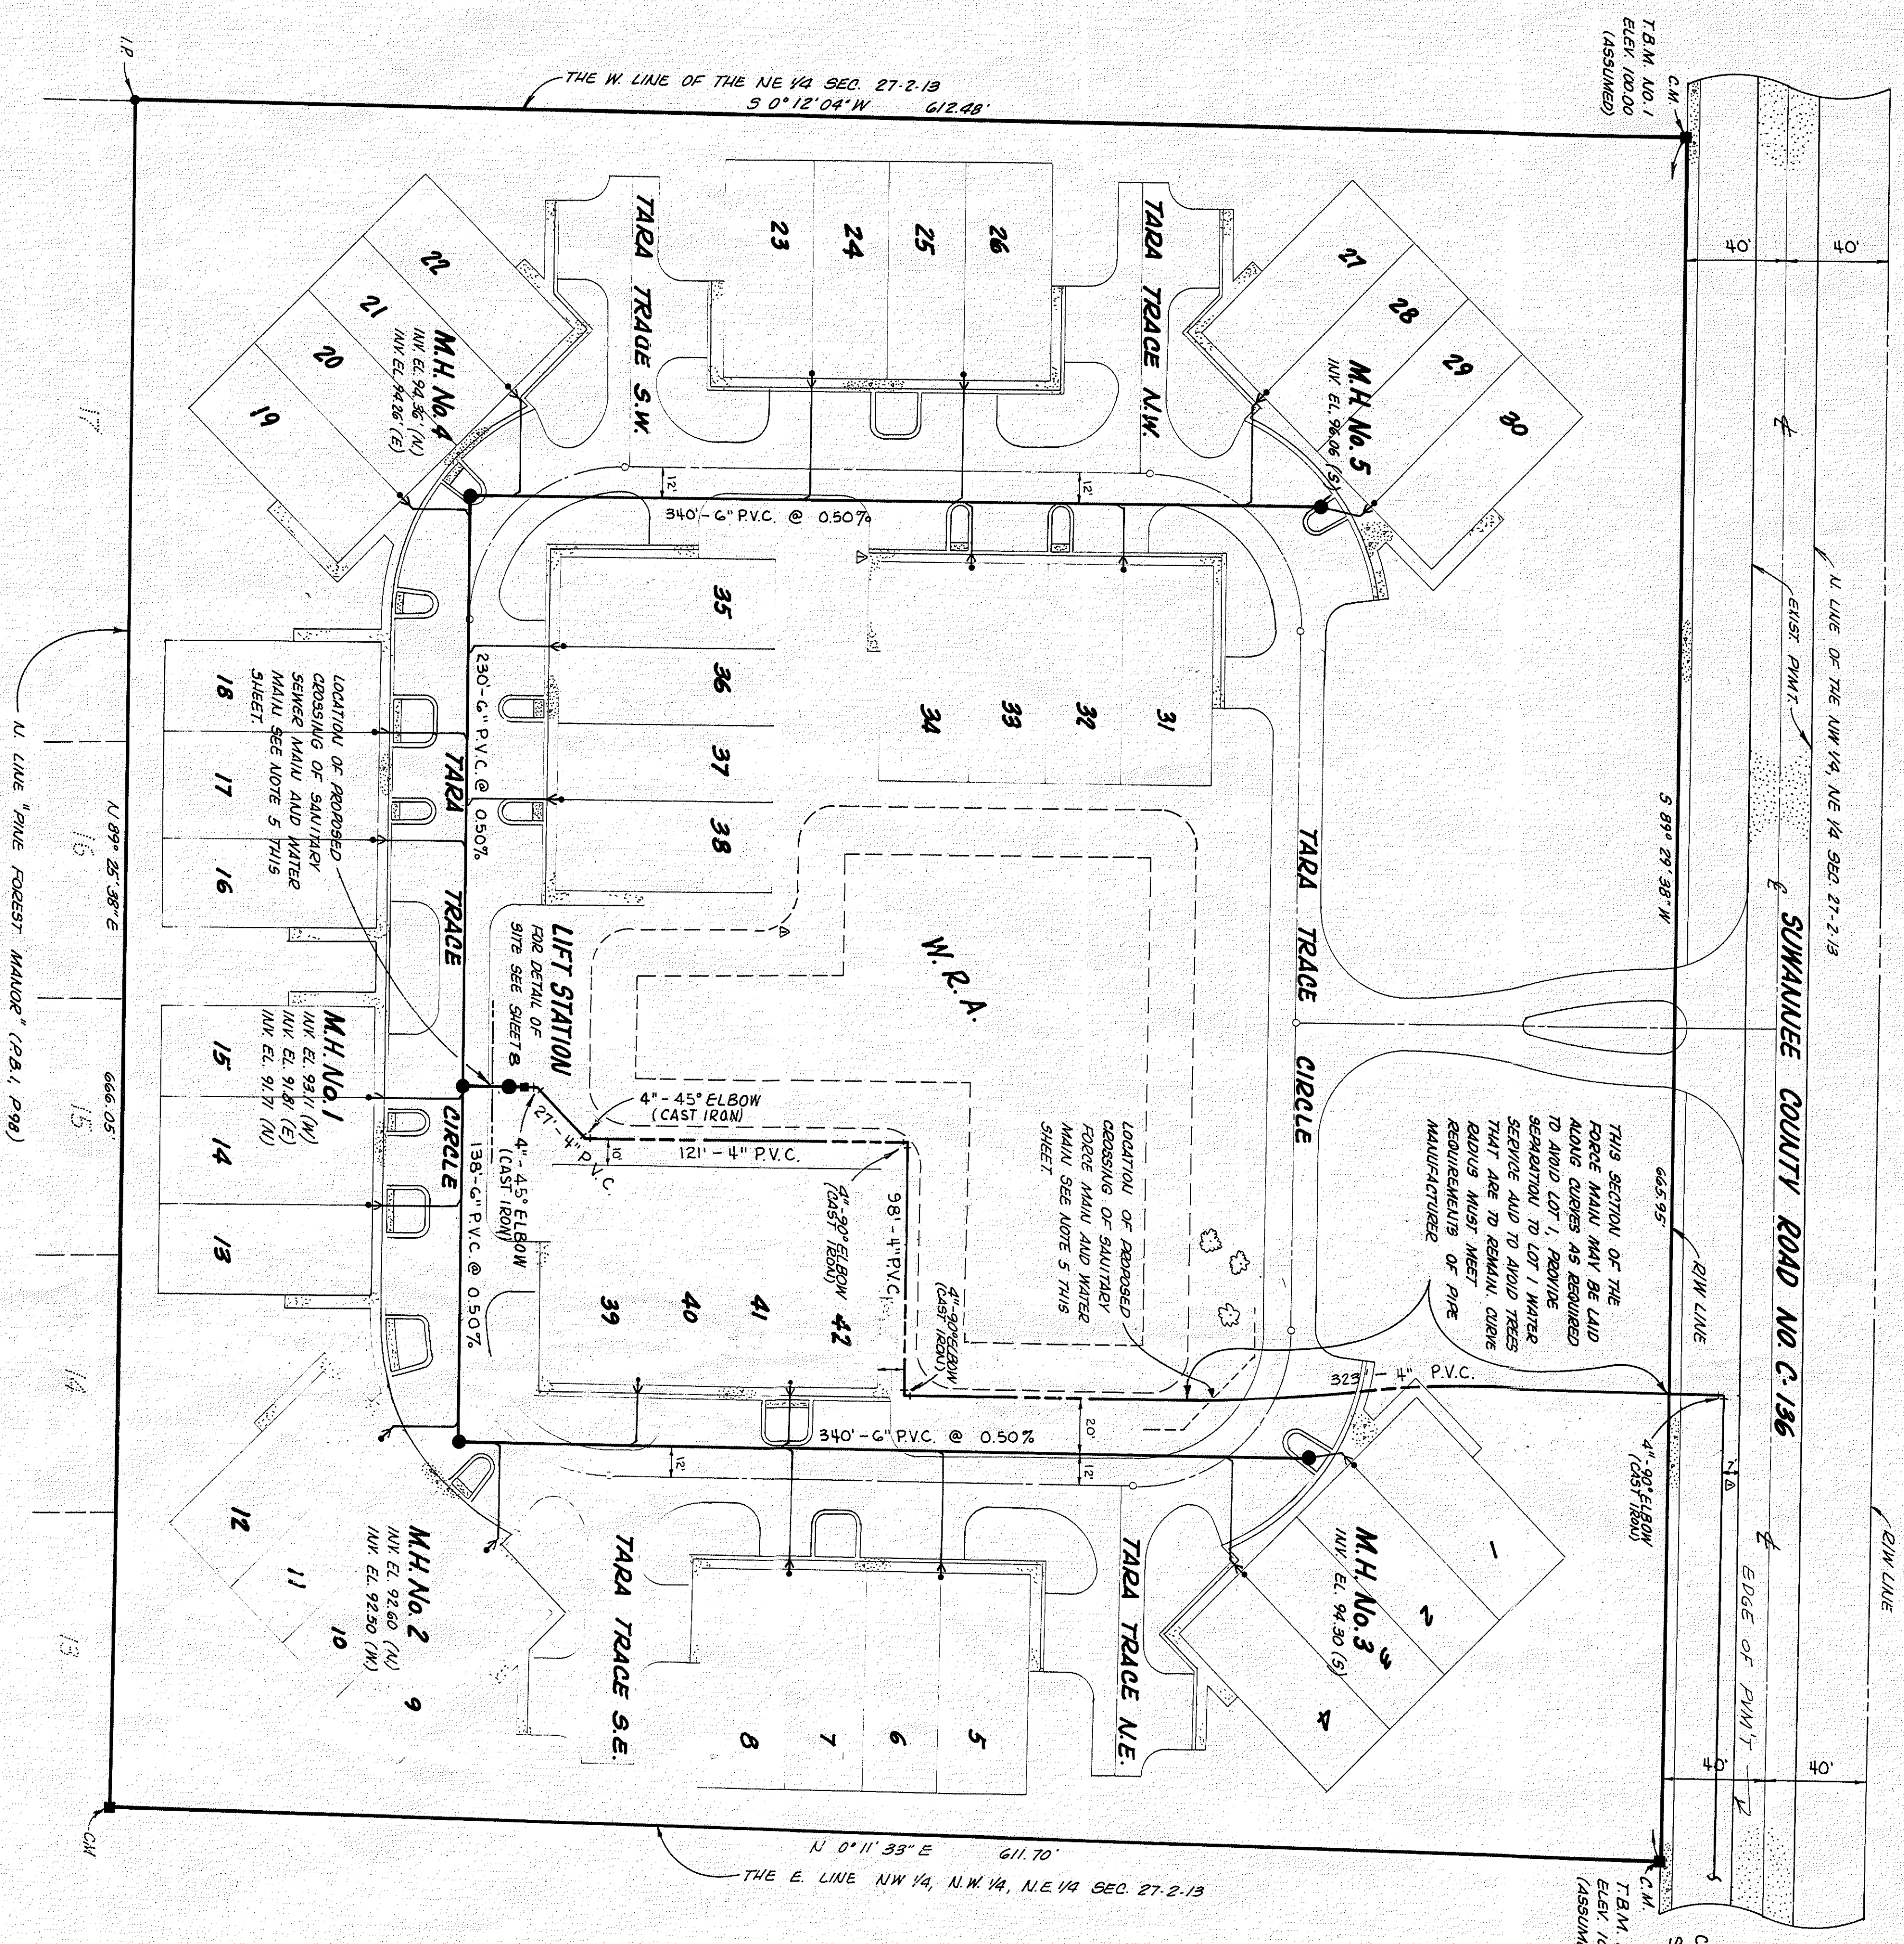 T.B.M. NO. 1
ELEV. 100.00
(ASSUMED)
C.M.
I.P.
THE W. LINE OF THE NE 1/4 SEC. 27-2-13
S 0° 12' 04" W 612.48'
40'
40'
N. LINE OF THE NW 1/4, NE 1/4 SEC. 27-2-13
EXIST. PVMT.
S 89° 29' 38" W
665.95'
SUWANNEE COUNTY ROAD NO. C-136
R/W LINE
R/W LINE
EDGE OF PVM'T
40'
40'
TARA TRACE S.W.
TARA TRACE N.W.
23
24
25
26
27
28
29
30
M.H. No. 5
INV. EL. 96.06 (S)
22
21
20
19
M.H. No. 4
INV. EL. 94.36' (N)
INV. EL. 94.26' (E)
12'
12'
340'-6" P.V.C. @ 0.50%
35
36
37
38
34
33
32
31
230'-6" P.V.C. @ 0.50%
TARA TRACE CIRCLE
TARA TRACE CIRCLE
LOCATION OF PROPOSED
CROSSING OF SANITARY
SEWER MAIN AND WATER
MAIN SEE NOTE 5 THIS
SHEET.
18
17
16
15
14
13
17
16
15
14
13
N 89° 25' 38" E
666.05'
N. LINE "PINE FOREST MANOR" (P.B. 1, P 98)
M.H. No. 1
INV. EL. 93.11 (W)
INV. EL. 91.81 (E)
INV. EL. 91.71 (N)
LIFT STATION
FOR DETAIL OF
SITE SEE SHEET 8
W. R. A.
4"-45° ELBOW
(CAST IRON)
27'-4" P.V.C.
4"-45° ELBOW
(CAST IRON)
10'
121'-4" P.V.C.
4"-90° ELBOW
(CAST IRON)
98'-4" P.V.C.
4"-90° ELBOW
(CAST IRON)
138'-6" P.V.C. @ 0.50%
39
40
41
42
LOCATION OF PROPOSED
CROSSING OF SANITARY
FORCE MAIN AND WATER
MAIN SEE NOTE 5 THIS
SHEET.
THIS SECTION OF THE
FORCE MAIN MAY BE LAID
ALONG CURVES AS REQUIRED
TO AVOID LOT 1, PROVIDE
SEPARATION TO LOT 1 WATER
SERVICE AND TO AVOID TREES
THAT ARE TO REMAIN. CURVE
RADIUS MUST MEET
REQUIREMENTS OF PIPE
MANUFACTURER
323' - 4" P.V.C.
4"-90° ELBOW
(CAST IRON)
7'
340'-6" P.V.C. @ 0.50%
20'
12'
12'
12
11
10
9
M.H. No. 2
INV. EL. 92.60 (N)
INV. EL. 92.50 (W.)
TARA TRACE S.E.
8
7
6
5
TARA TRACE N.E.
M.H. No. 3
INV. EL. 94.30 (S)
1
2
3
4
C.M.
N 0° 11' 33" E 611.70'
THE E. LINE NW 1/4, N.W. 1/4, N.E. 1/4 SEC. 27-2-13
C.M.
T.B.M.
ELEV.
(ASSUM